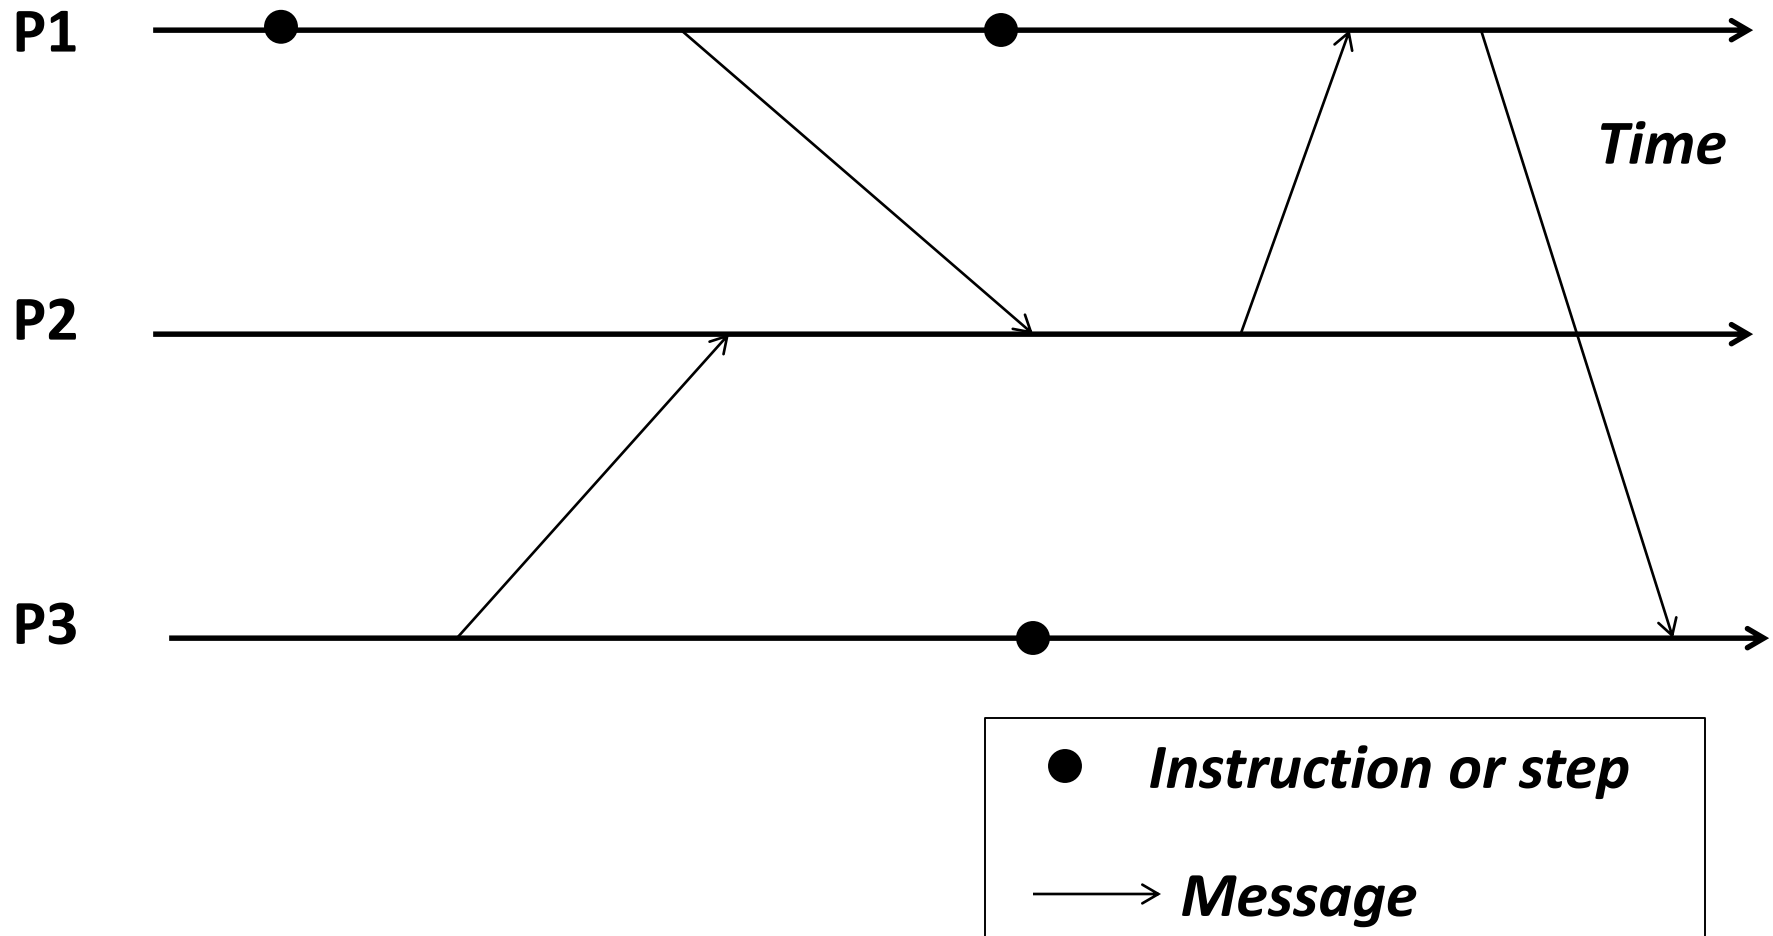 P1
Time
P2
P3
Instruction or step
Message